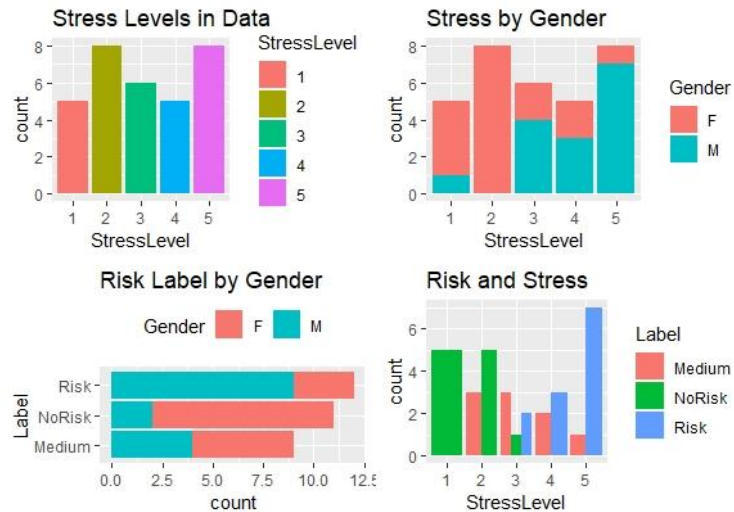 Stress Levels in Data
StressLevel
1
2
3
4
5
count
8
6
4
2
0
1 2 3 4 5
StressLevel
Stress by Gender
Gender
F
M
count
8
6
4
2
0
1 2 3 4 5
StressLevel
Risk Label by Gender
Gender F M
Label
Risk
NoRisk
Medium
0.0 2.5 5.0 7.5 10.0 12.5
count
Risk and Stress
Label
Medium
NoRisk
Risk
count
6
4
2
0
1 2 3 4 5
StressLevel